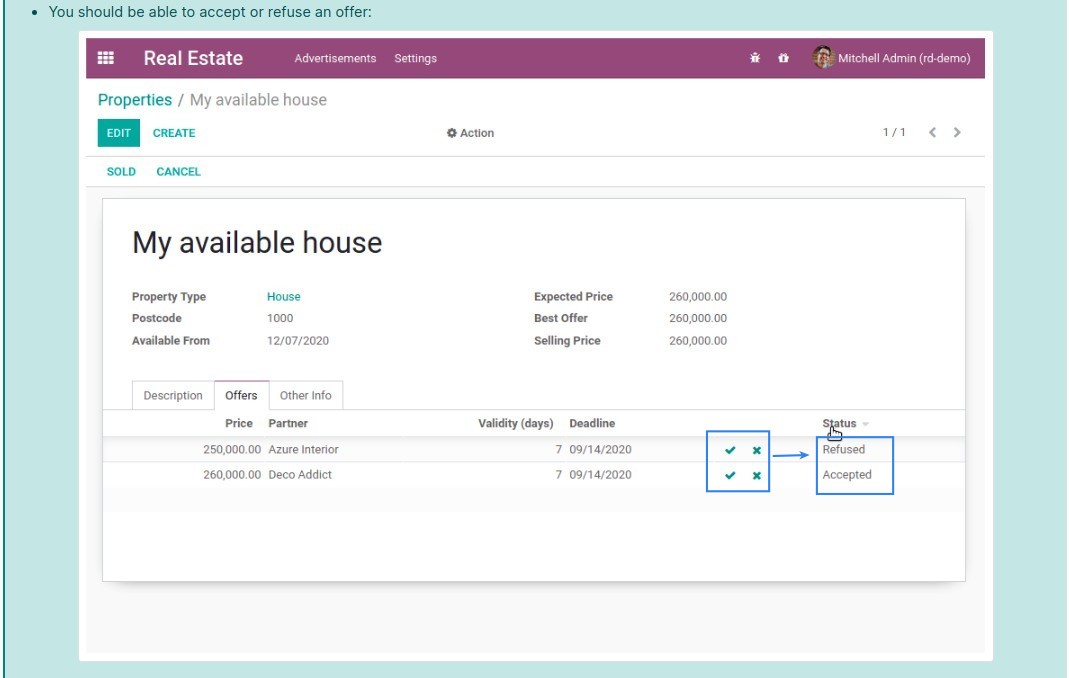 You should be able to accept or refuse an offer:
Real Estate Advertisements Settings Mitchell Admin (rd-demo)
Properties / My available house
EDIT CREATE Action 1 / 1
SOLD CANCEL
My available house
Property Type House Expected Price 260,000.00
Postcode 1000 Best Offer 260,000.00
Available From 12/07/2020 Selling Price 260,000.00
Description Offers Other Info
Price Partner Validity (days) Deadline Status
250,000.00 Azure Interior 7 09/14/2020 Refused
260,000.00 Deco Addict 7 09/14/2020 Accepted